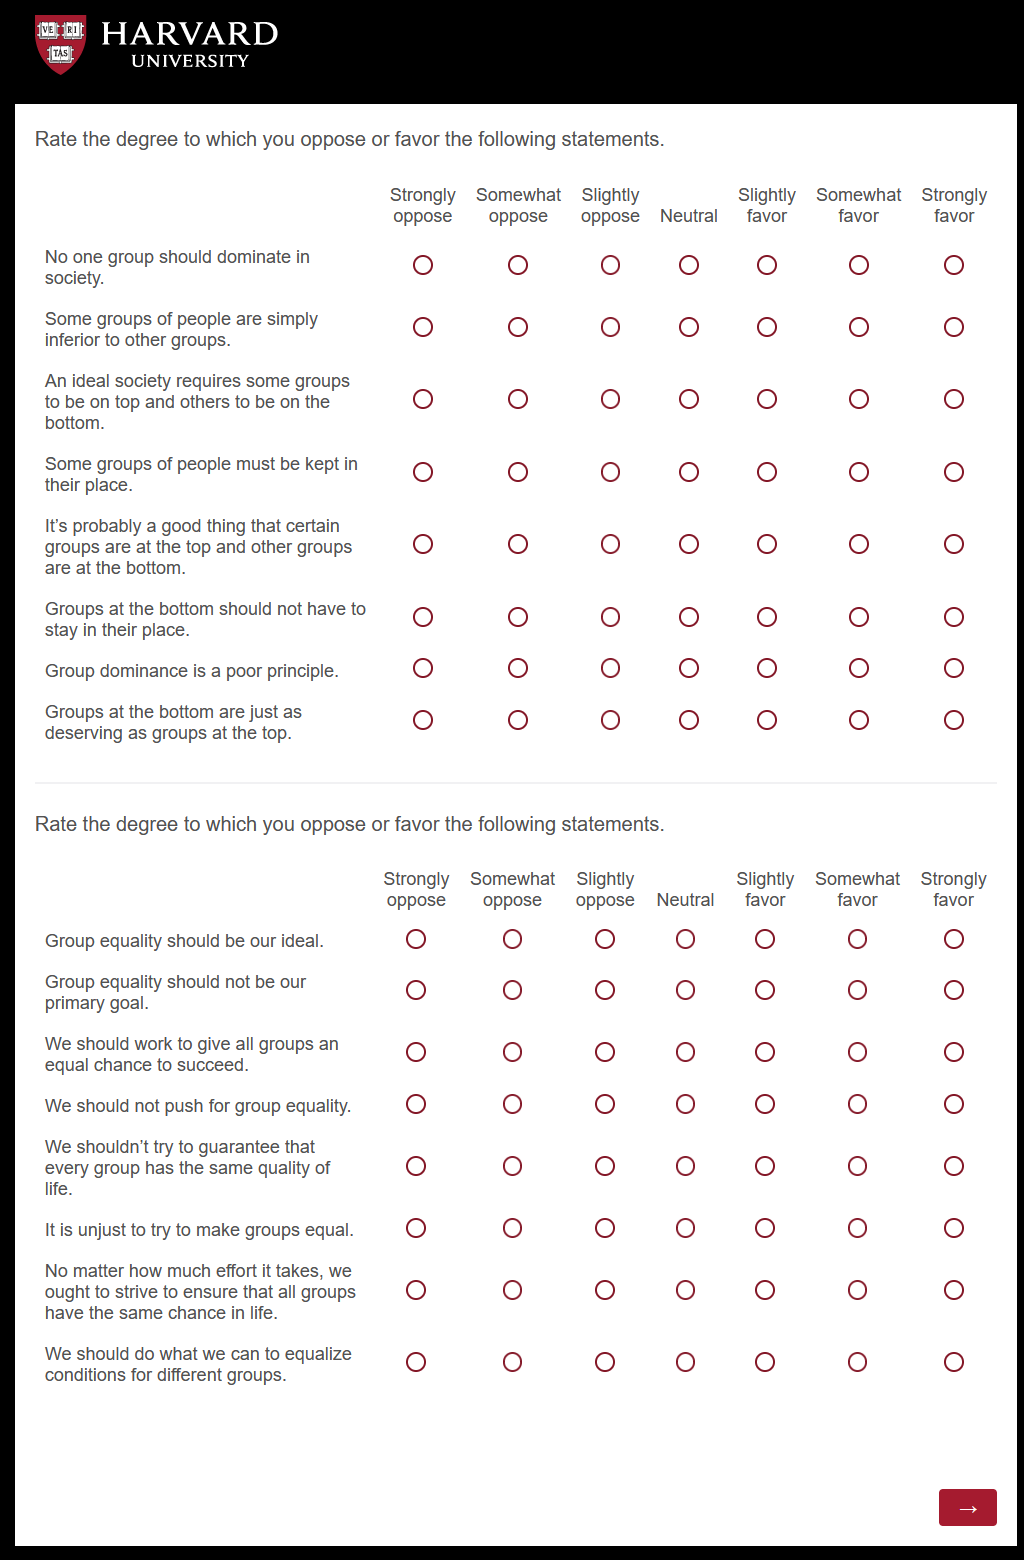 VE RI
TAS
HARVARD
UNIVERSITY
Rate the degree to which you oppose or favor the following statements.
Strongly Somewhat Slightly Slightly Somewhat Strongly
oppose oppose oppose Neutral favor favor favor
No one group should dominate in
society.
Some groups of people are simply
inferior to other groups.
An ideal society requires some groups
to be on top and others to be on the
bottom.
Some groups of people must be kept in
their place.
It’s probably a good thing that certain
groups are at the top and other groups
are at the bottom.
Groups at the bottom should not have to
stay in their place.
Group dominance is a poor principle.
Groups at the bottom are just as
deserving as groups at the top.
Rate the degree to which you oppose or favor the following statements.
Strongly Somewhat Slightly Slightly Somewhat Strongly
oppose oppose oppose Neutral favor favor favor
Group equality should be our ideal.
Group equality should not be our
primary goal.
We should work to give all groups an
equal chance to succeed.
We should not push for group equality.
We shouldn’t try to guarantee that
every group has the same quality of
life.
It is unjust to try to make groups equal.
No matter how much effort it takes, we
ought to strive to ensure that all groups
have the same chance in life.
We should do what we can to equalize
conditions for different groups.
→